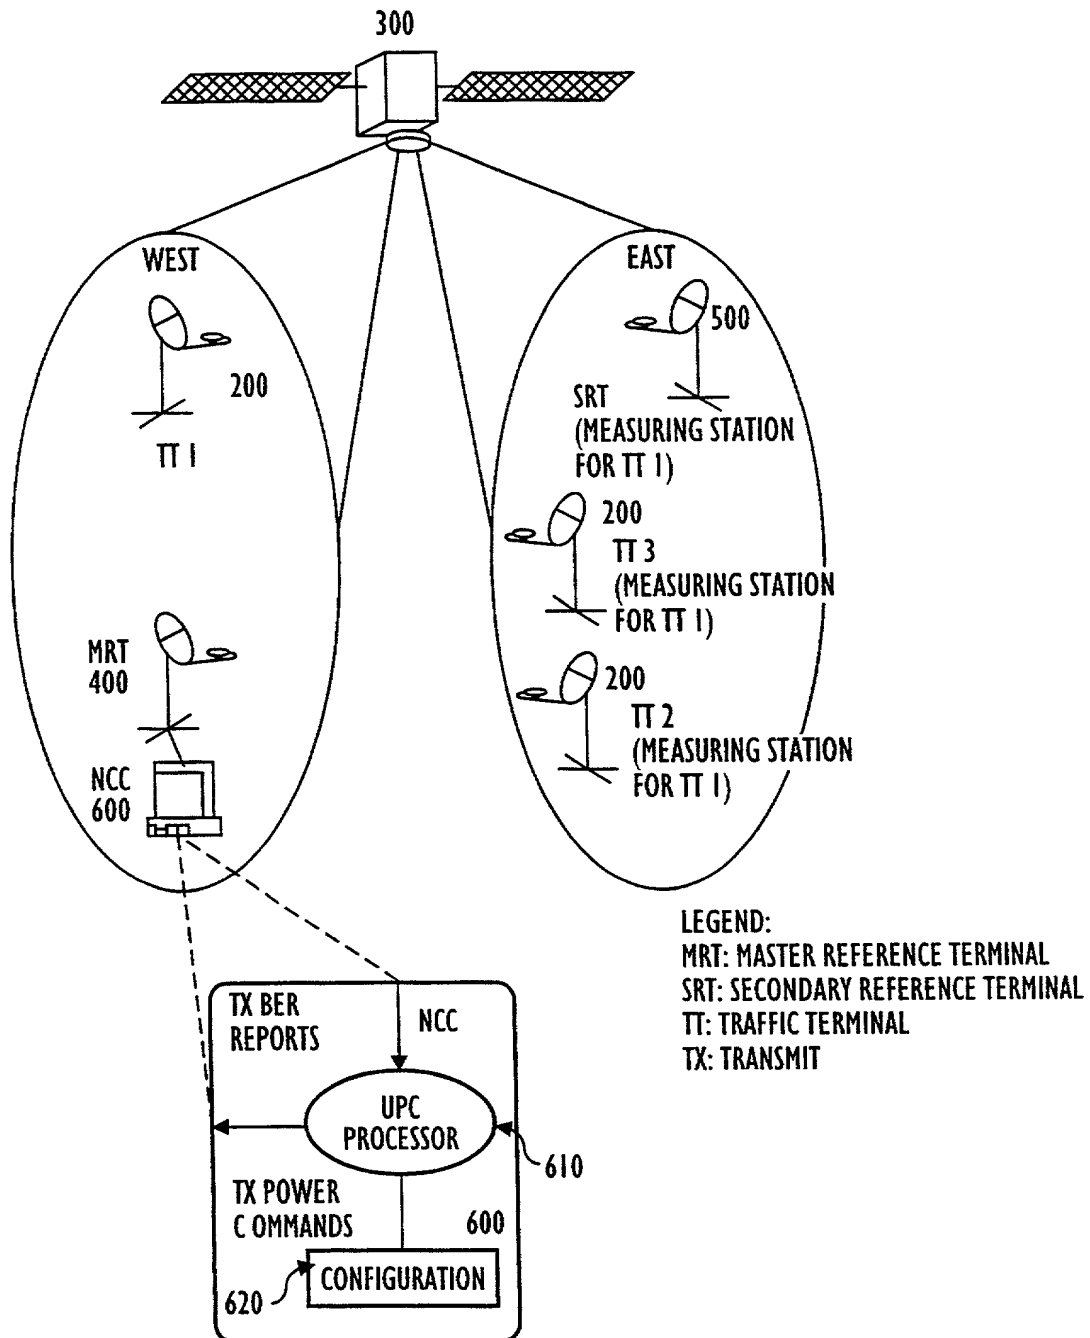 300
WEST
EAST
500
200
TT 1
SRT
(MEASURING STATION
FOR TT 1)
200
TT 3
(MEASURING STATION
FOR TT 1)
MRT
400
200
TT 2
(MEASURING STATION
FOR TT 1)
NCC
600
LEGEND:
MRT: MASTER REFERENCE TERMINAL
SRT: SECONDARY REFERENCE TERMINAL
TT: TRAFFIC TERMINAL
TX: TRANSMIT
TX BER
REPORTS
NCC
UPC
PROCESSOR
610
TX POWER
C OMMANDS
600
CONFIGURATION
620